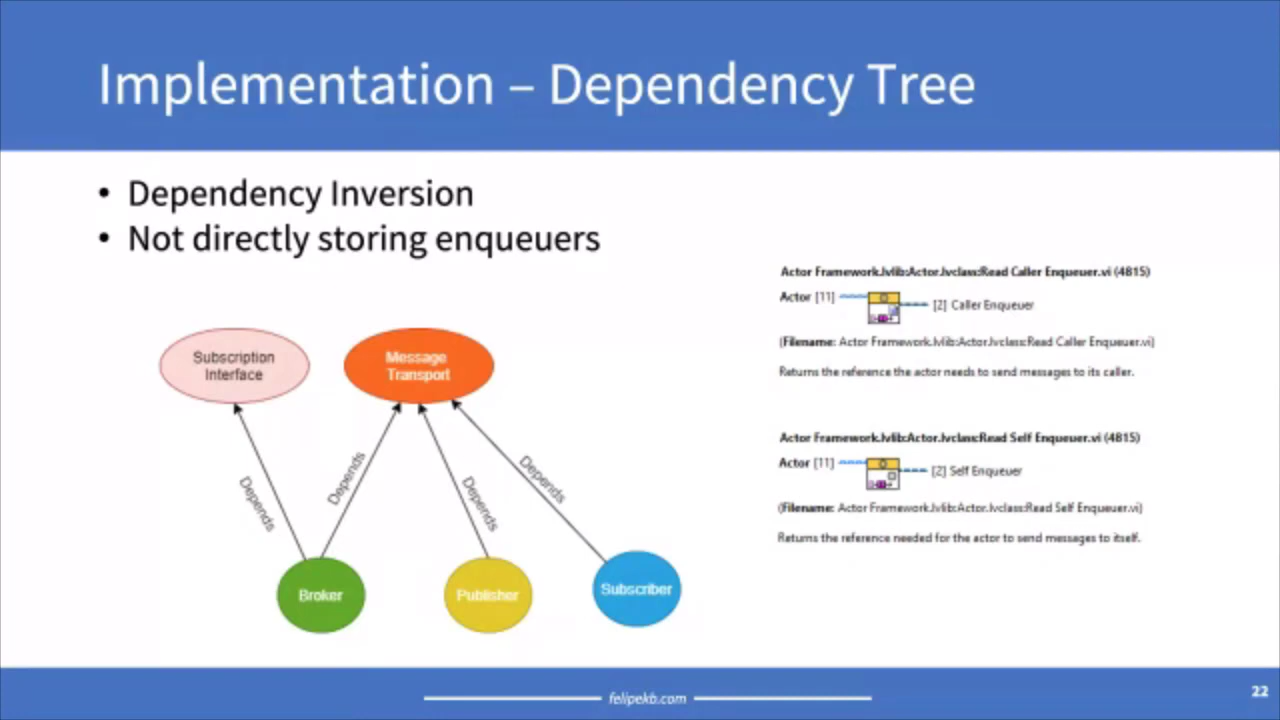 Implementation – Dependency Tree
• Dependency Inversion
• Not directly storing enqueuers
Subscription
Interface
Message
Transport
Depends
Depends
Depends
Depends
Broker
Publisher
Subscriber
Actor Framework.lvlib:Actor.lvclass:Read Caller Enqueuer.vi (4815)
Actor [11]
[2] Caller Enqueuer
(Filename: Actor Framework.lvlib:Actor.lvclass:Read Caller Enqueuer.vi)
Returns the reference the actor needs to send messages to its caller.
Actor Framework.lvlib:Actor.lvclass:Read Self Enqueuer.vi (4815)
Actor [11]
[2] Self Enqueuer
(Filename: Actor Framework.lvlib:Actor.lvclass:Read Self Enqueuer.vi)
Returns the reference needed for the actor to send messages to itself.
felipekb.com
22